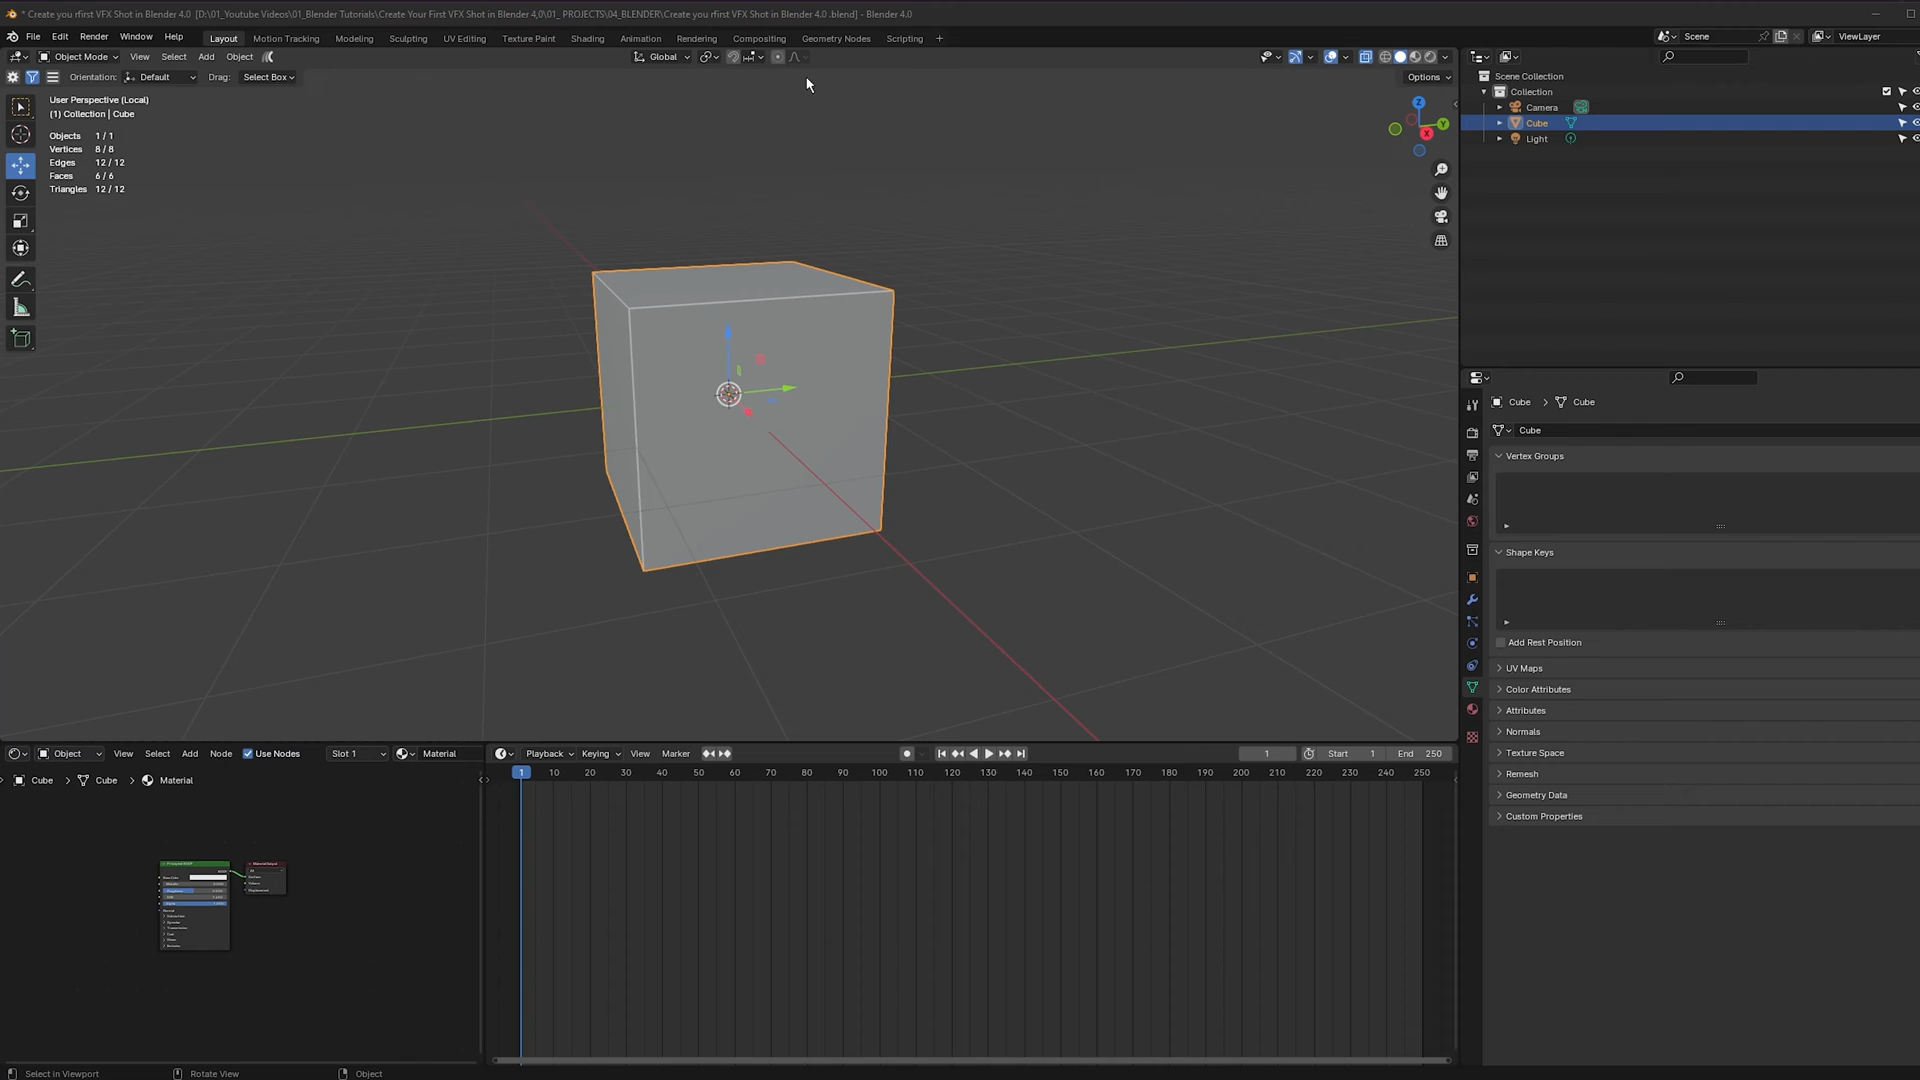 * Create you rfirst VFX Shot in Blender 4.0 [D:\01_Youtube Videos\01_Blender Tutorials\Create Your First VFX Shot in Blender 4,0\01_ PROJECTS\04_BLENDER\Create you rfirst VFX Shot in Blender 4.0 .blend] - Blender 4.0
File Edit Render Window Help Layout Motion Tracking Modeling Sculpting UV Editing Texture Paint Shading Animation Rendering Compositing Geometry Nodes Scripting + Scene ViewLayer
Object Mode View Select Add Object Global
Orientation: Default Drag: Select Box Options
User Perspective (Local)
(1) Collection | Cube
Objects 1 / 1
Vertices 8 / 8
Edges 12 / 12
Faces 6 / 6
Triangles 12 / 12
Z
Y
X
Scene Collection
Collection
Camera
Cube
Light
Cube > Cube
Cube
Vertex Groups
Shape Keys
Add Rest Position
UV Maps
Color Attributes
Attributes
Normals
Texture Space
Remesh
Geometry Data
Custom Properties
Object View Select Add Node Use Nodes Slot 1 Material
Cube > Cube > Material
Playback Keying View Marker 1 Start 1 End 250
1 10 20 30 40 50 60 70 80 90 100 110 120 130 140 150 160 170 180 190 200 210 220 230 240 250
Select in Viewport Rotate View Object